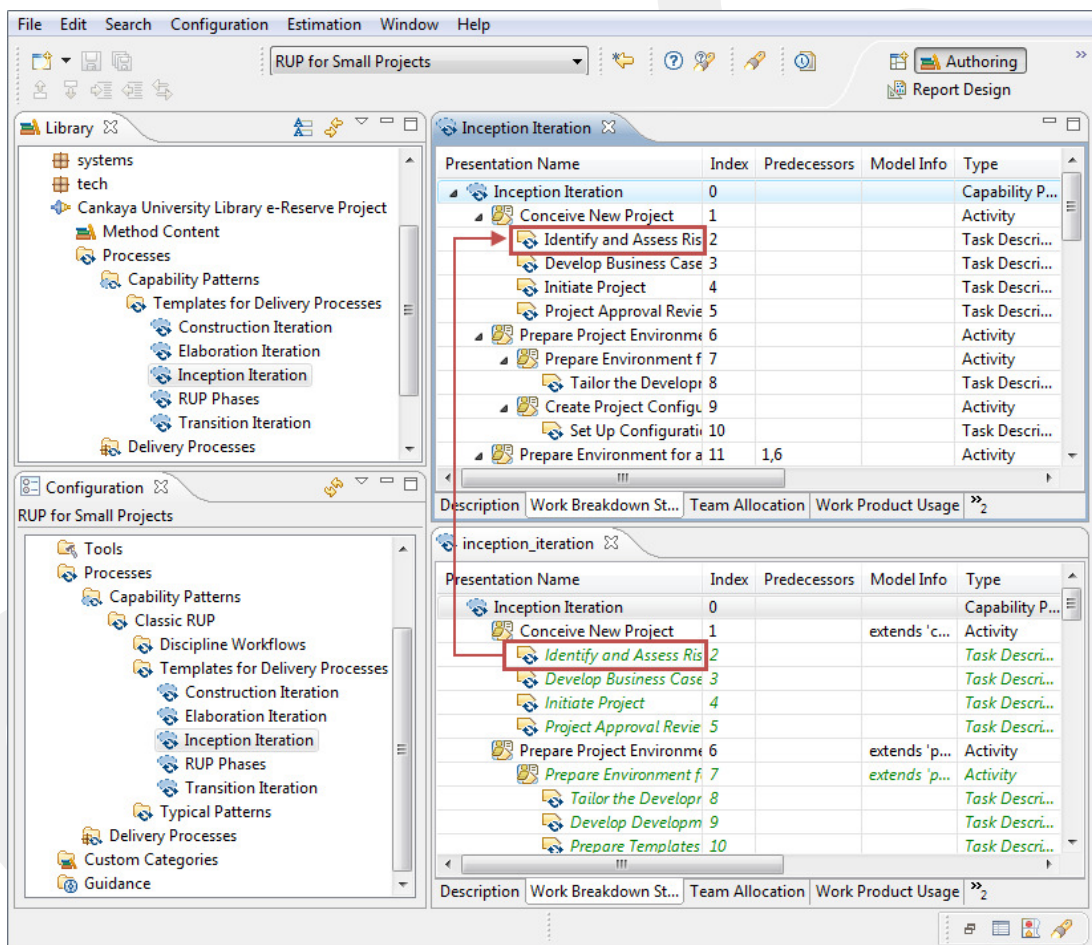 File Edit Search Configuration Estimation Window Help
RUP for Small Projects
Authoring
Report Design
Library
systems
tech
Cankaya University Library e-Reserve Project
Method Content
Processes
Capability Patterns
Templates for Delivery Processes
Construction Iteration
Elaboration Iteration
Inception Iteration
RUP Phases
Transition Iteration
Delivery Processes
Configuration
RUP for Small Projects
Tools
Processes
Capability Patterns
Classic RUP
Discipline Workflows
Templates for Delivery Processes
Construction Iteration
Elaboration Iteration
Inception Iteration
RUP Phases
Transition Iteration
Typical Patterns
Delivery Processes
Custom Categories
Guidance
Inception Iteration
Presentation Name Index Predecessors Model Info Type
Inception Iteration 0 Capability P...
Conceive New Project 1 Activity
Identify and Assess Ris 2 Task Descri...
Develop Business Case 3 Task Descri...
Initiate Project 4 Task Descri...
Project Approval Revie 5 Task Descri...
Prepare Project Environme 6 Activity
Prepare Environment f 7 Activity
Tailor the Developr 8 Task Descri...
Create Project Configu 9 Activity
Set Up Configurati 10 Task Descri...
Prepare Environment for a 11 1,6 Activity
Description Work Breakdown St... Team Allocation Work Product Usage »2
inception_iteration
Presentation Name Index Predecessors Model Info Type
Inception Iteration 0 Capability P...
Conceive New Project 1 extends 'c... Activity
Identify and Assess Ris 2 Task Descri...
Develop Business Case 3 Task Descri...
Initiate Project 4 Task Descri...
Project Approval Revie 5 Task Descri...
Prepare Project Environme 6 extends 'p... Activity
Prepare Environment f 7 extends 'p... Activity
Tailor the Developr 8 Task Descri...
Develop Developm 9 Task Descri...
Prepare Templates 10 Task Descri...
Description Work Breakdown St... Team Allocation Work Product Usage »2